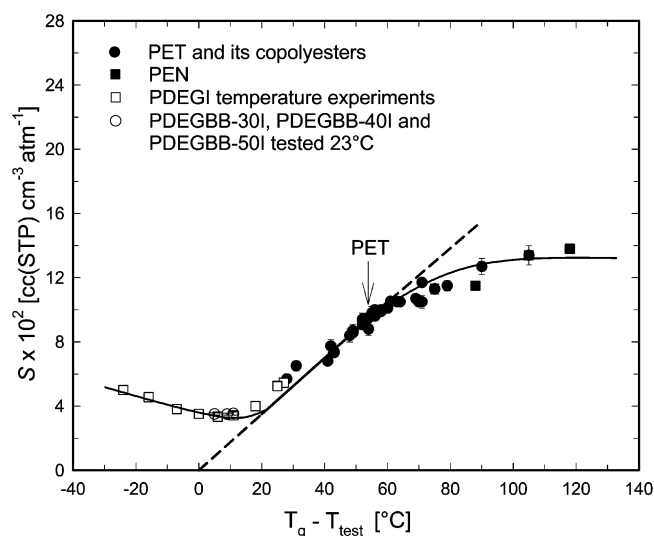 28
24
20
16
12
8
4
0
S x 10² [cc(STP) cm⁻³ atm⁻¹]
PET and its copolyesters
PEN
PDEGI temperature experiments
PDEGBB-30I, PDEGBB-40I and
PDEGBB-50I tested 23°C
PET
-40 -20 0 20 40 60 80 100 120 140
Tg - Ttest [°C]